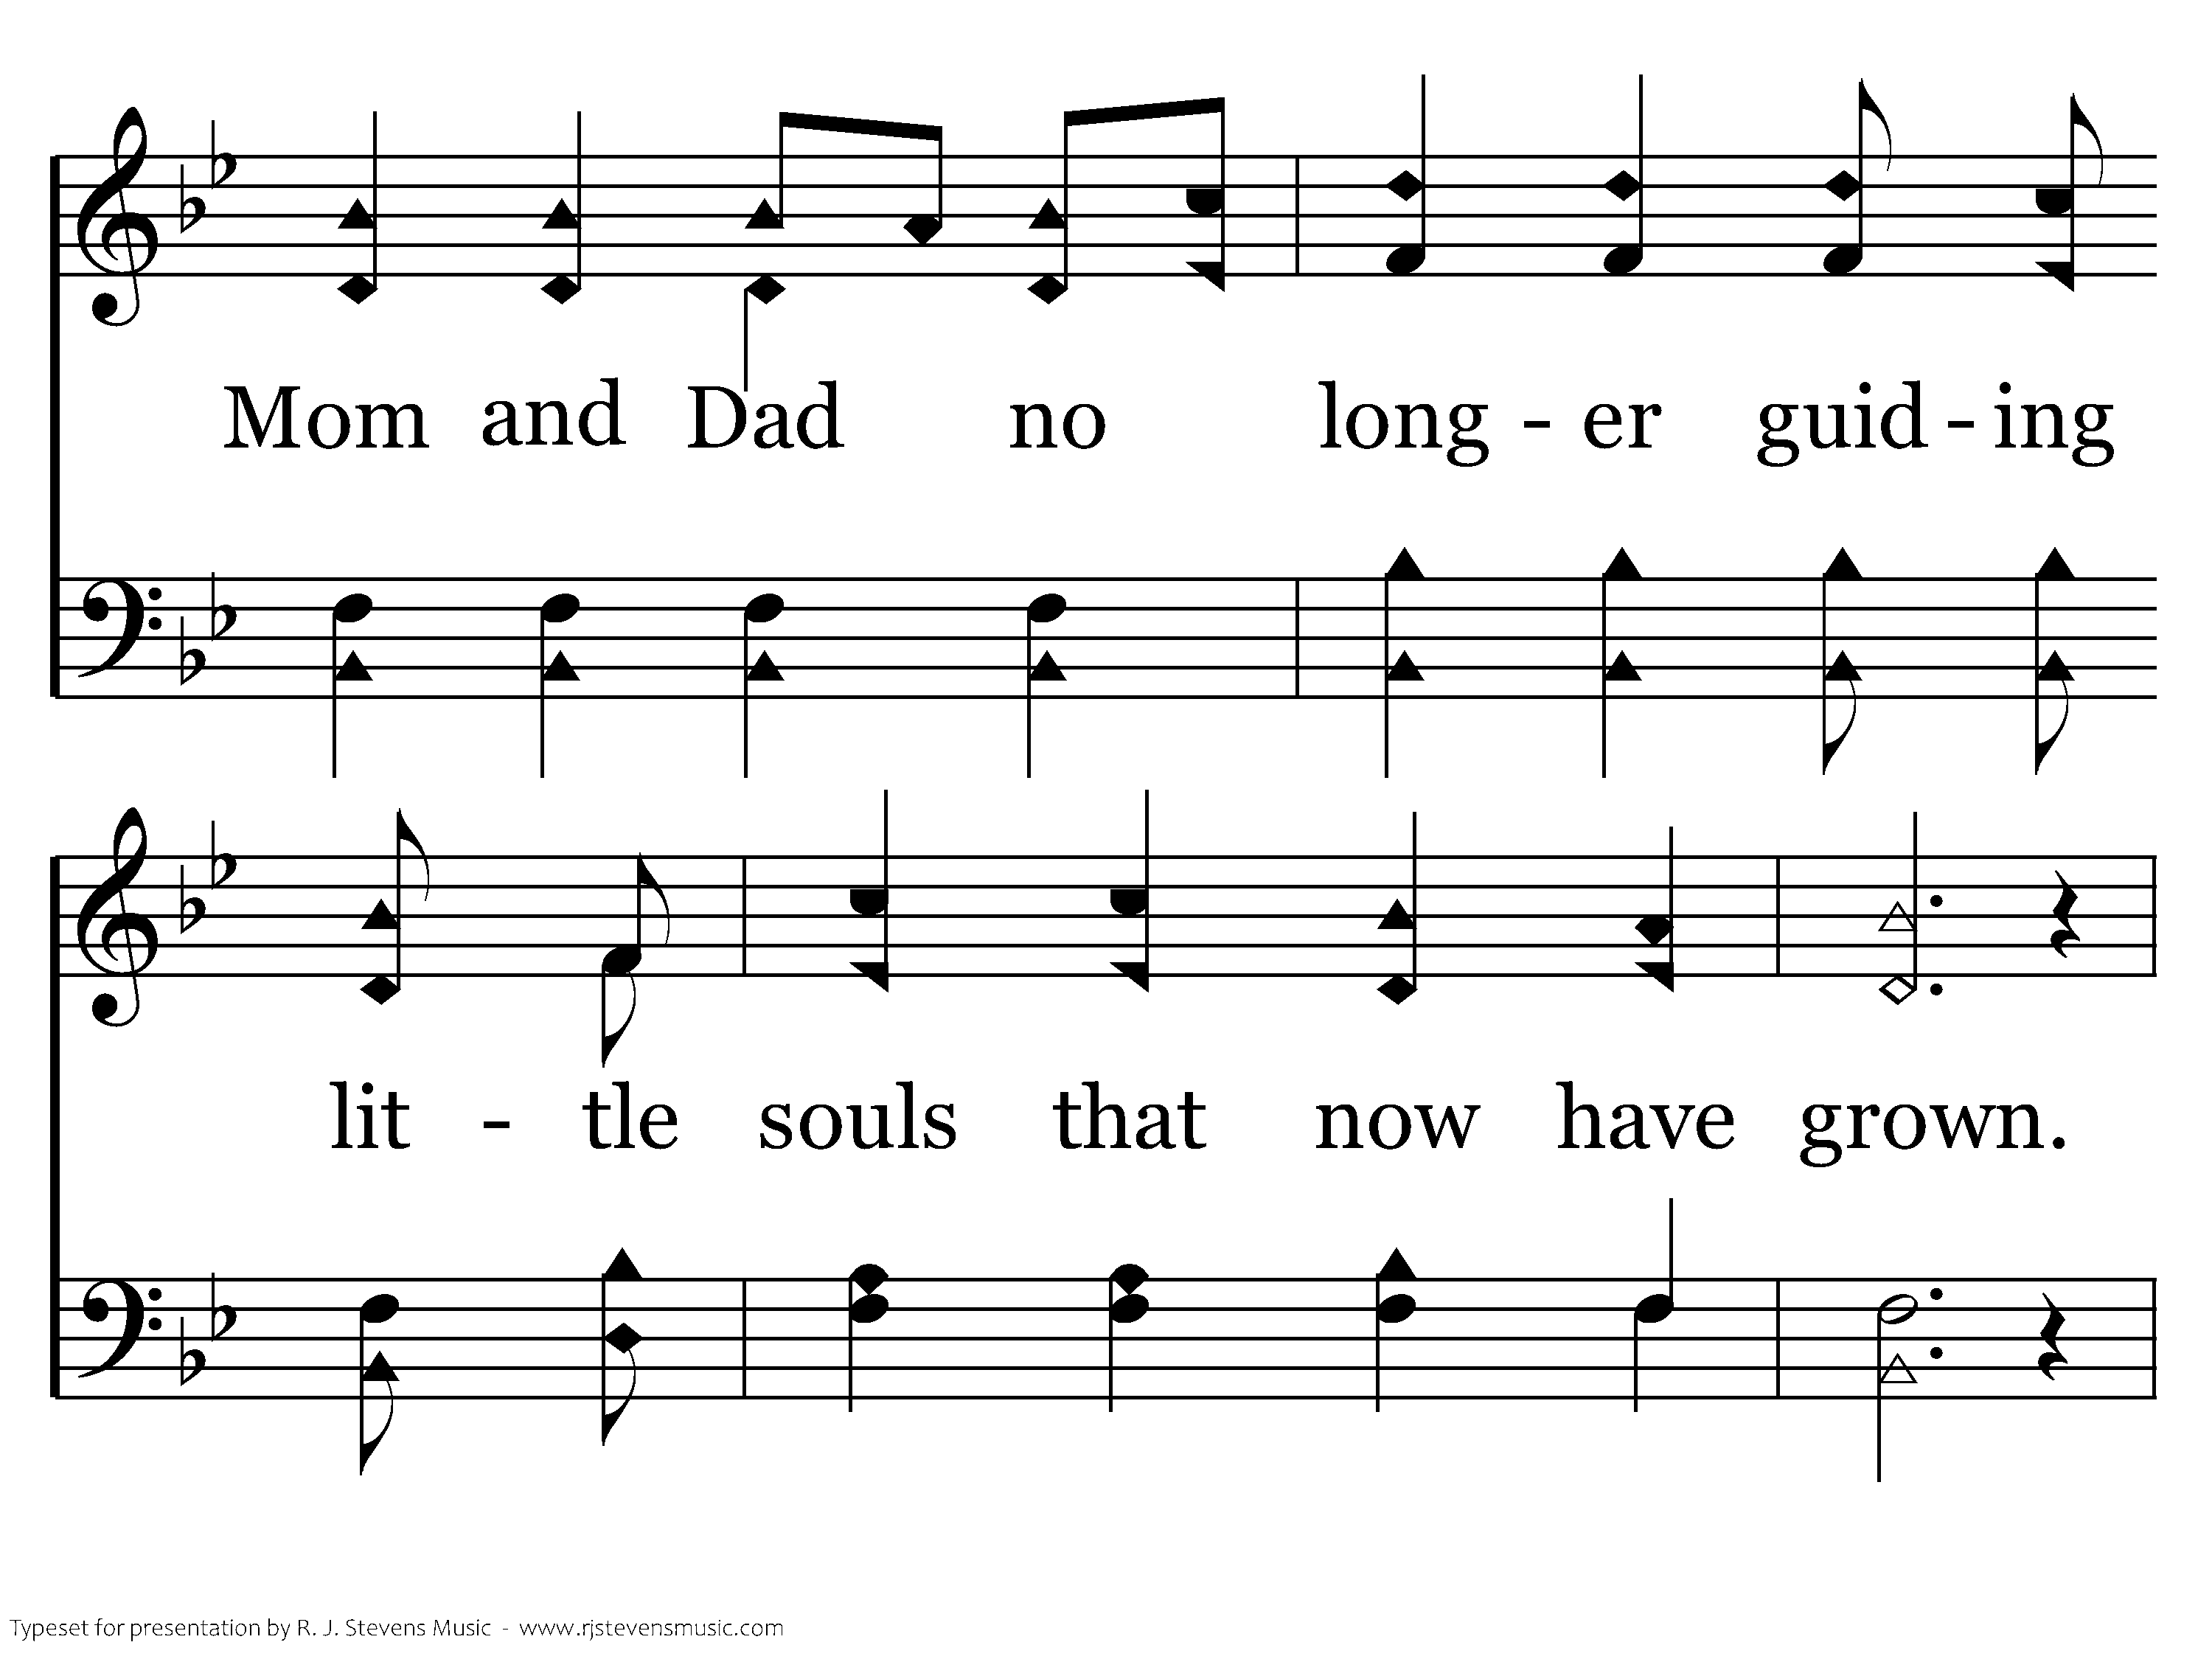 Mom and Dad no long - er guid - ing
lit - tle souls that now have grown.
Typeset for presentation by R. J. Stevens Music - www.rjstevensmusic.com